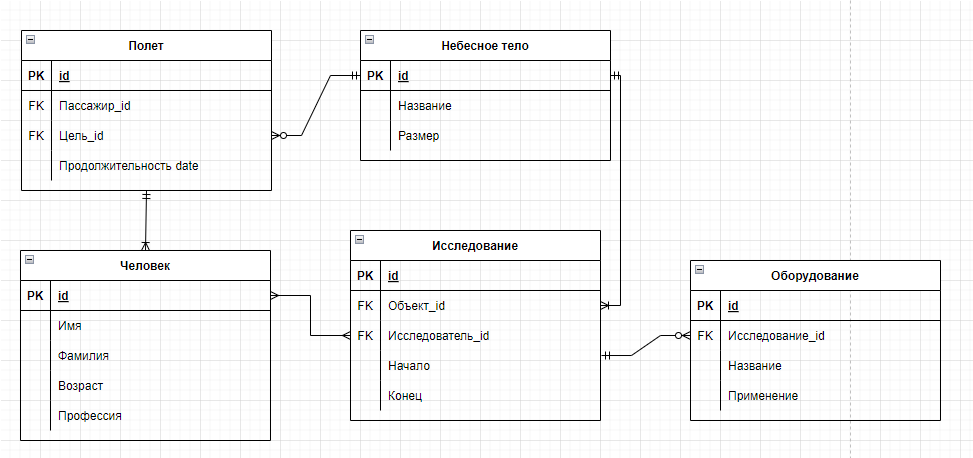 Полет
PK id
FK Пассажир_id
FK Цель_id
Продолжительность date
Небесное тело
PK id
Название
Размер
Человек
PK id
Имя
Фамилия
Возраст
Профессия
Исследование
PK id
FK Объект_id
FK Исследователь_id
Начало
Конец
Оборудование
PK id
FK Исследование_id
Название
Применение